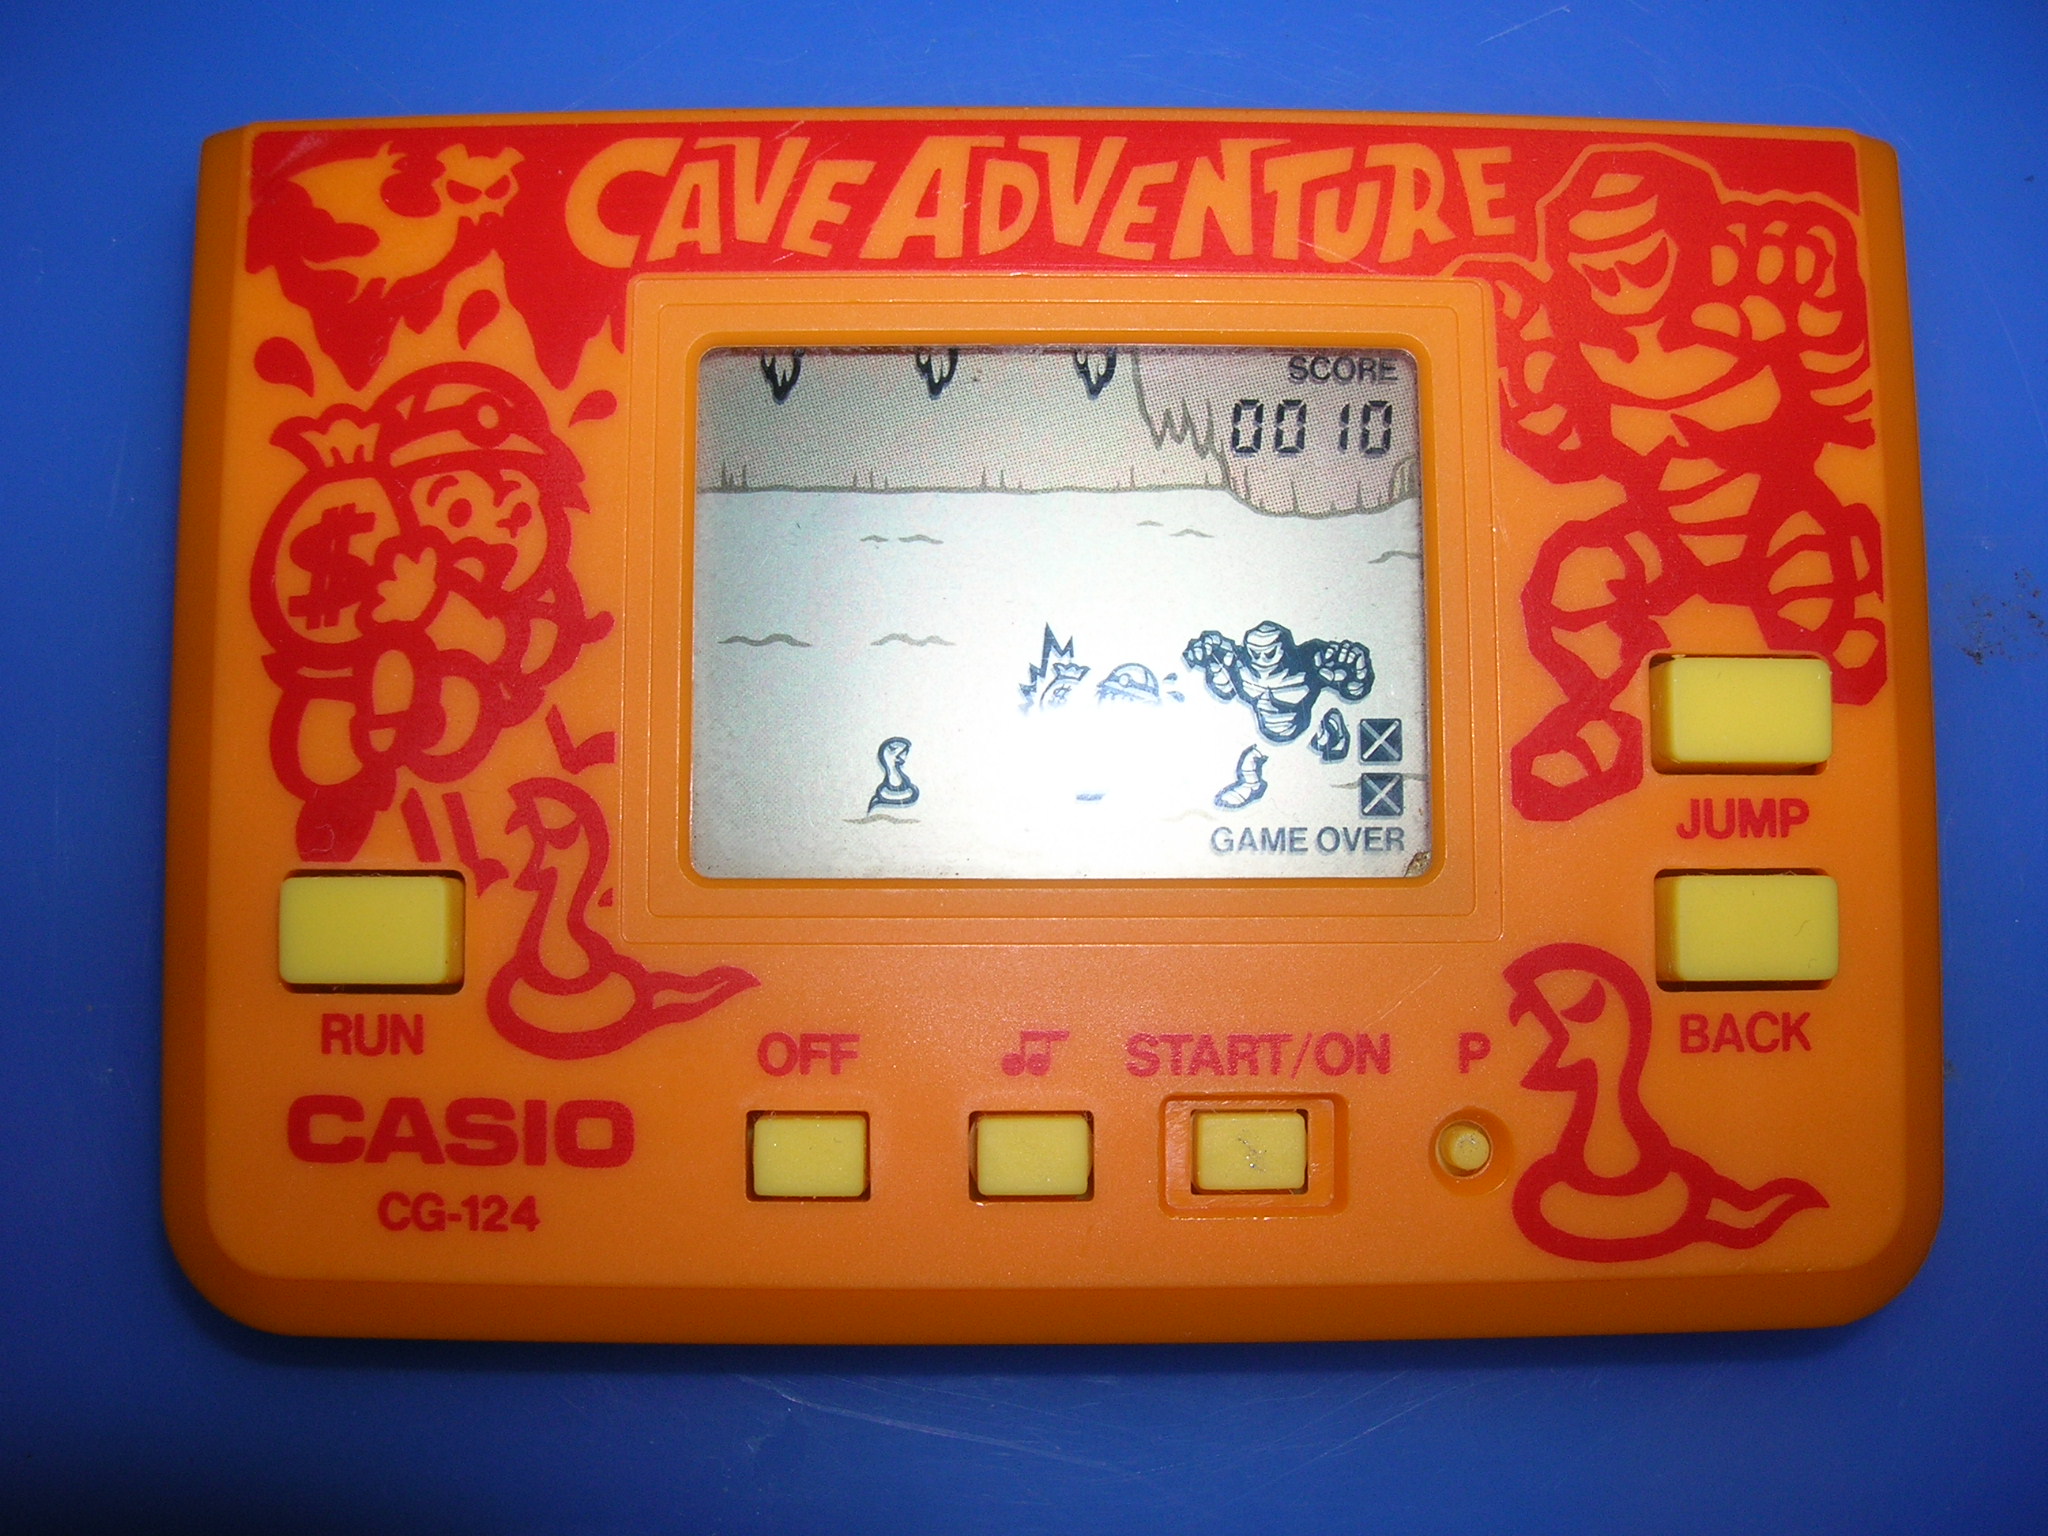 CAVE ADVENTURE
SCORE
0010
$
$
GAME OVER
JUMP
RUN
BACK
OFF
START/ON
P
CASIO
CG-124